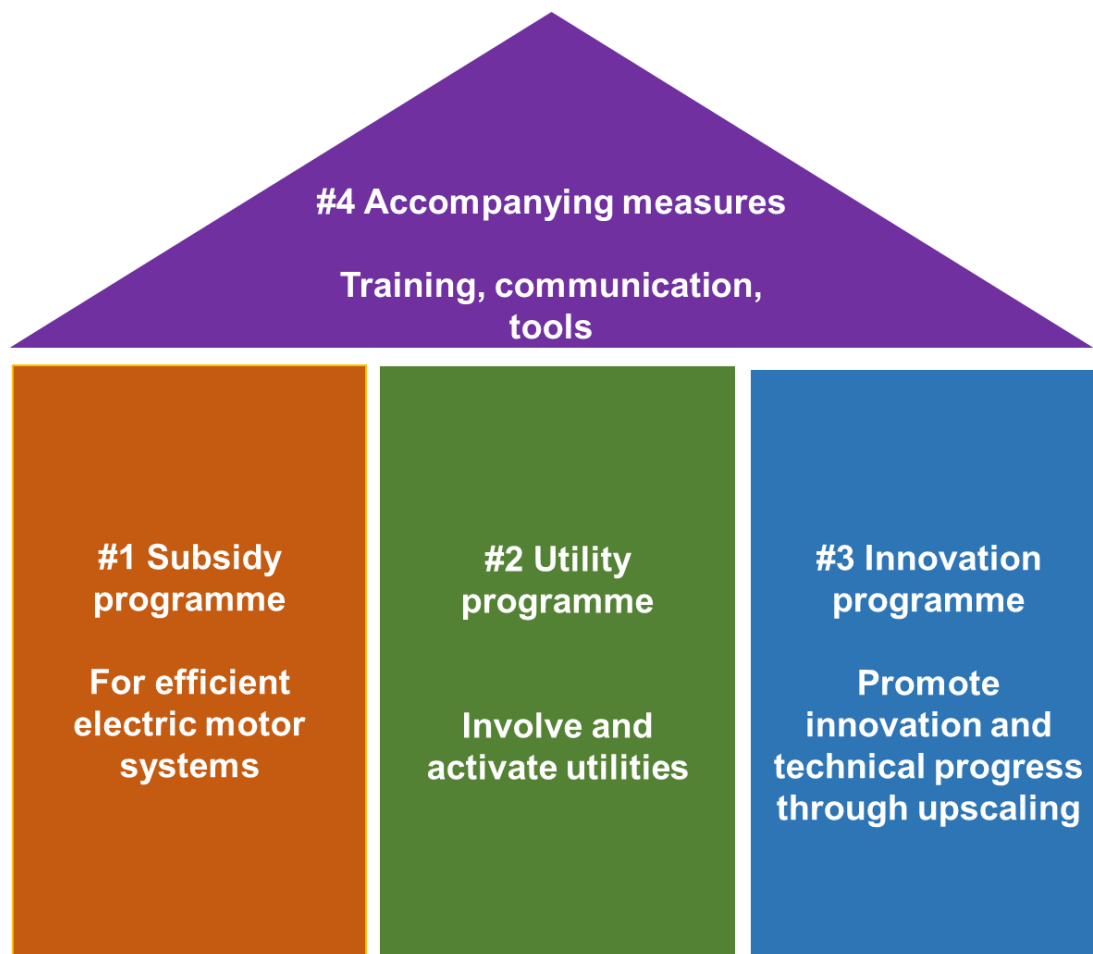 #4 Accompanying measures
Training, communication,
tools
#1 Subsidy
programme
For efficient
electric motor
systems
#2 Utility
programme
Involve and
activate utilities
#3 Innovation
programme
Promote
innovation and
technical progress
through upscaling